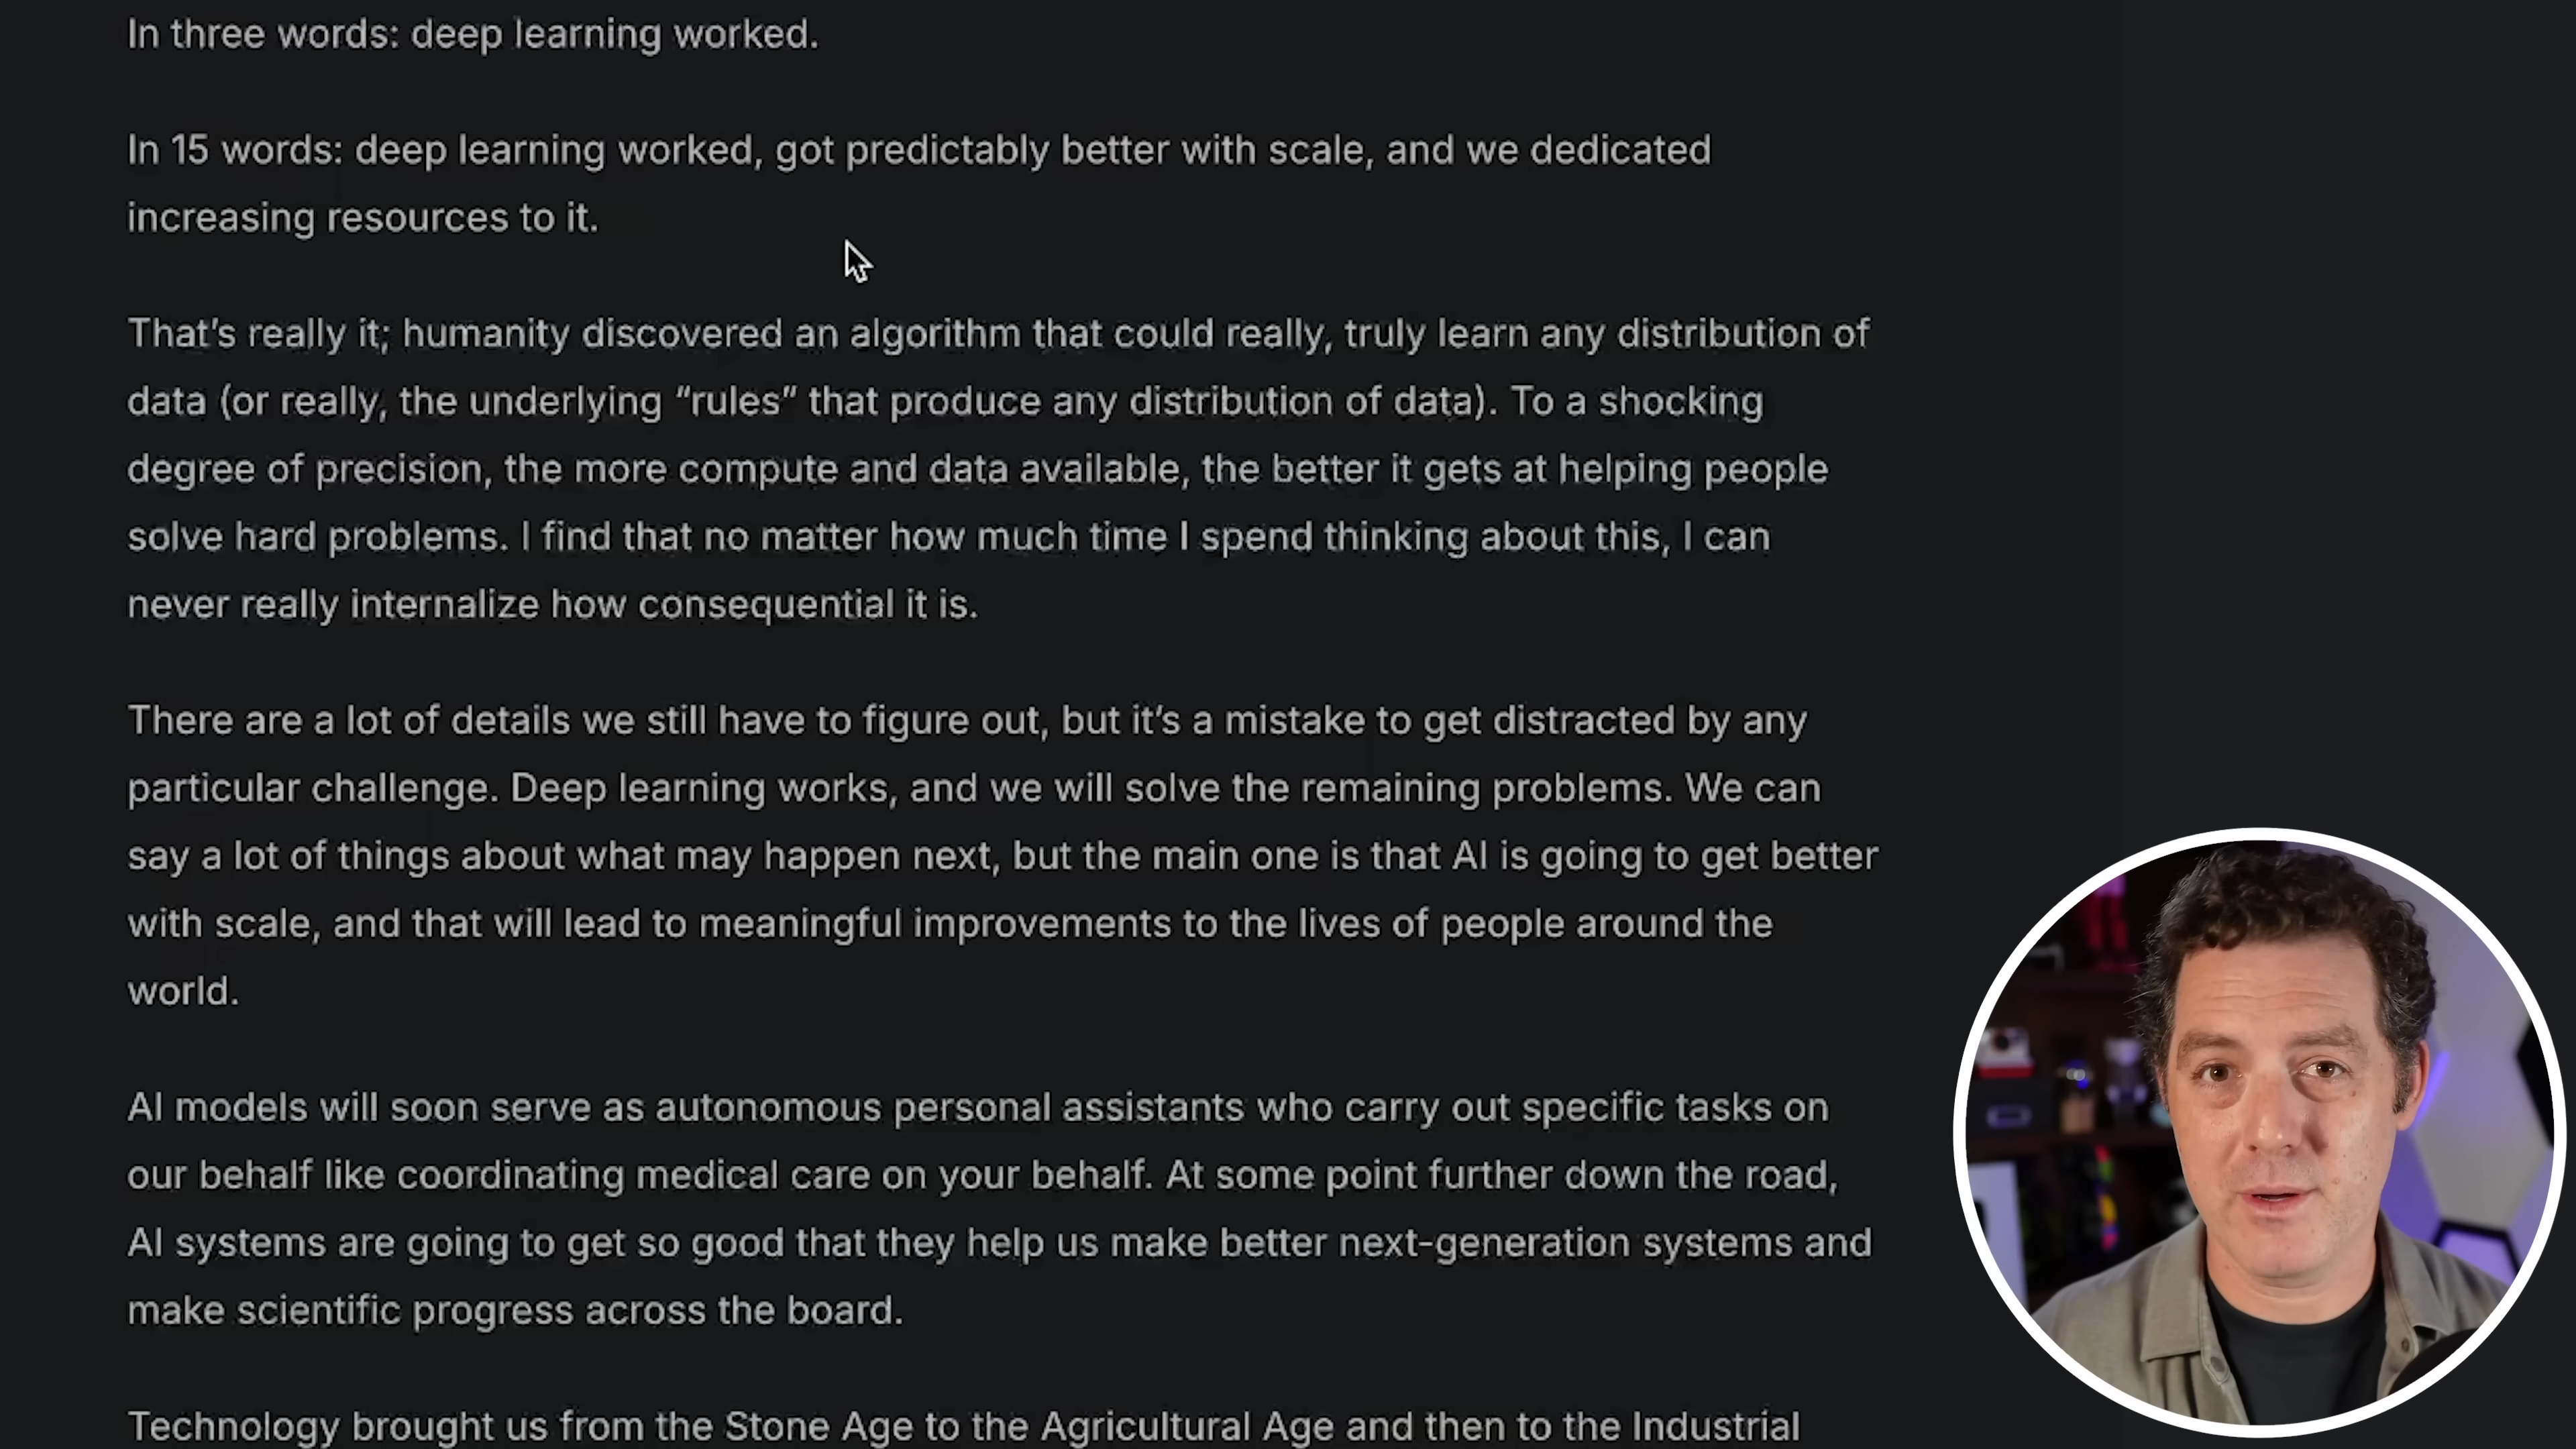 In three words: deep learning worked.
In 15 words: deep learning worked, got predictably better with scale, and we dedicated
increasing resources to it.
That’s really it; humanity discovered an algorithm that could really, truly learn any distribution of
data (or really, the underlying “rules” that produce any distribution of data). To a shocking
degree of precision, the more compute and data available, the better it gets at helping people
solve hard problems. I find that no matter how much time I spend thinking about this, I can
never really internalize how consequential it is.
There are a lot of details we still have to figure out, but it’s a mistake to get distracted by any
particular challenge. Deep learning works, and we will solve the remaining problems. We can
say a lot of things about what may happen next, but the main one is that AI is going to get better
with scale, and that will lead to meaningful improvements to the lives of people around the
world.
AI models will soon serve as autonomous personal assistants who carry out specific tasks on
our behalf like coordinating medical care on your behalf. At some point further down the road,
AI systems are going to get so good that they help us make better next-generation systems and
make scientific progress across the board.
Technology brought us from the Stone Age to the Agricultural Age and then to the Industrial